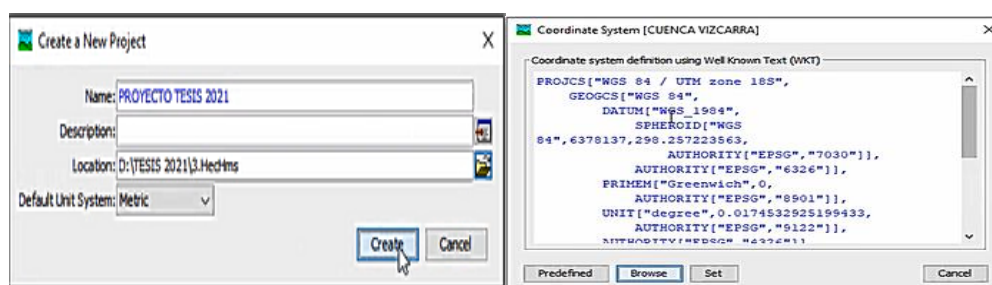 Create a New Project
Name: PROYECTO TESIS 2021
Description:
Location: D:\TESIS 2021\3.HecHms
Default Unit System: Metric
Create Cancel
Coordinate System [CUENCA VIZCARRA]
Coordinate system definition using Well Known Text (WKT)
PROJCS["WGS 84 / UTM zone 18S",
GEOGCS["WGS 84",
DATUM["WGS_1984",
SPHEROID["WGS
84",6378137,298.257223563,
AUTHORITY["EPSG","7030"]],
AUTHORITY["EPSG","6326"]],
PRIMEM["Greenwich",0,
AUTHORITY["EPSG","8901"]],
UNIT["degree",0.0174532925199433,
AUTHORITY["EPSG","9122"]],
AUTHORITY["EPSG","4326"]],
Predefined Browse Set Cancel